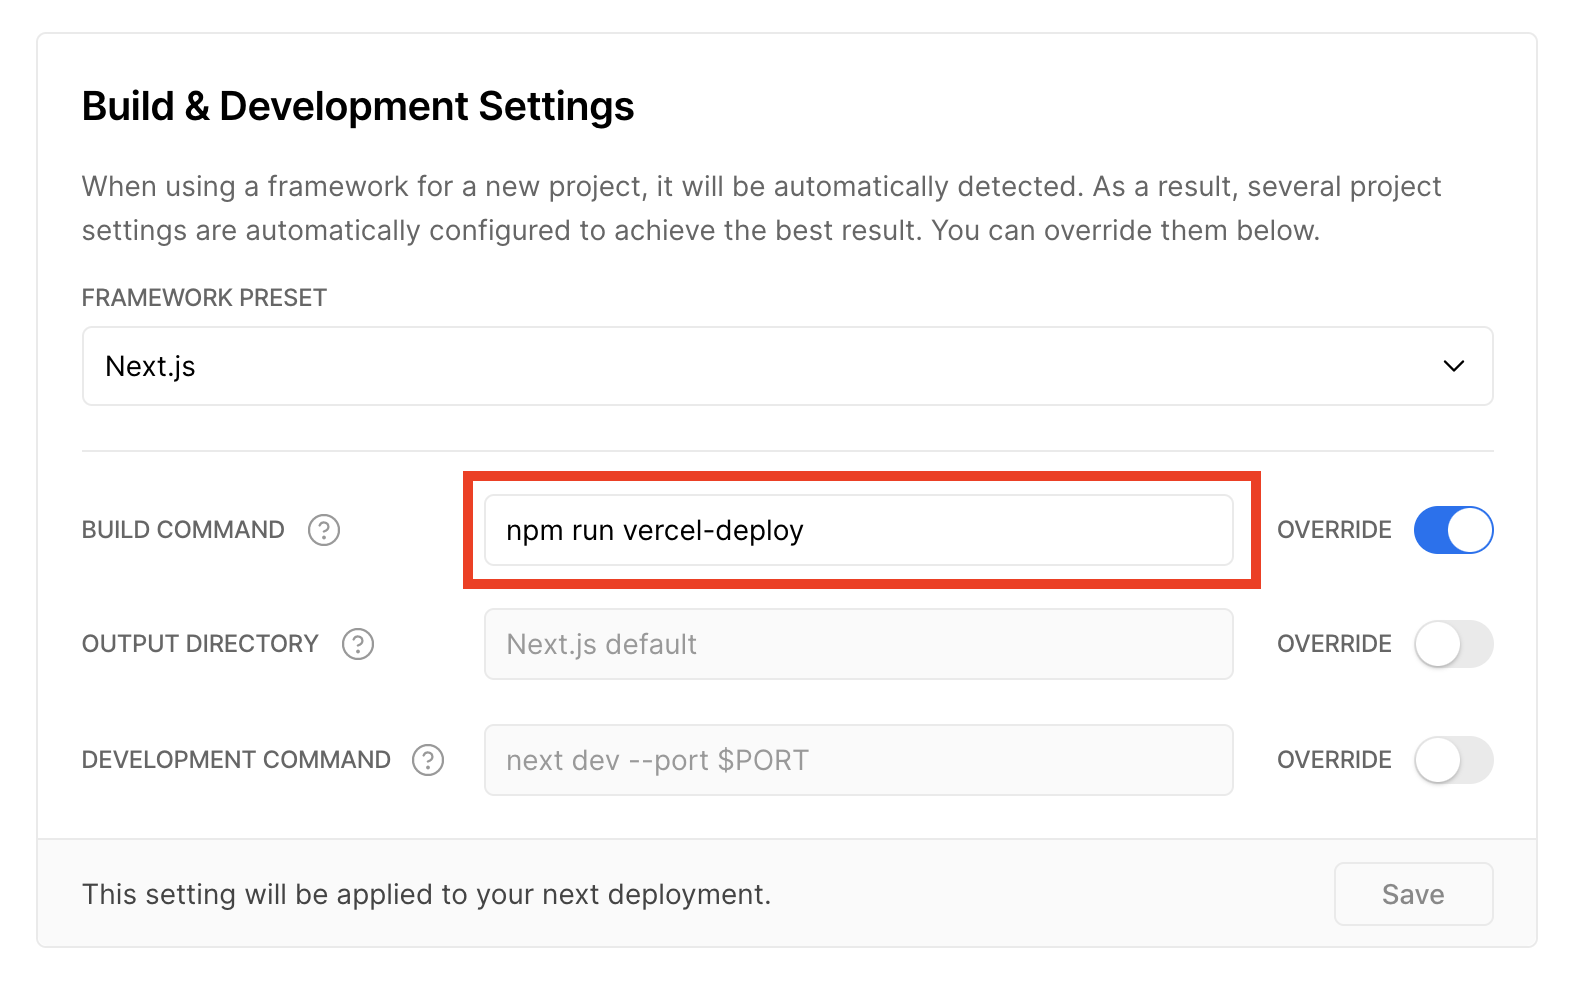 Build & Development Settings
When using a framework for a new project, it will be automatically detected. As a result, several project
settings are automatically configured to achieve the best result. You can override them below.
FRAMEWORK PRESET
Next.js
BUILD COMMAND ? npm run vercel-deploy OVERRIDE
OUTPUT DIRECTORY ? Next.js default OVERRIDE
DEVELOPMENT COMMAND ? next dev --port $PORT OVERRIDE
This setting will be applied to your next deployment. Save